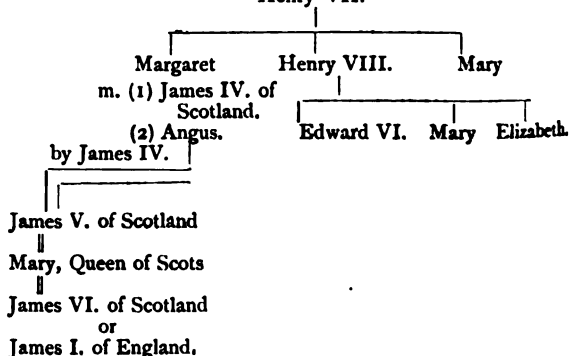 Margaret Henry VIII. Mary
m. (1) James IV. of
Scotland.
(2) Angus.
Edward VI. Mary Elizabeth.
by James IV.
James V. of Scotland
Mary, Queen of Scots
James VI. of Scotland
or
James I. of England.